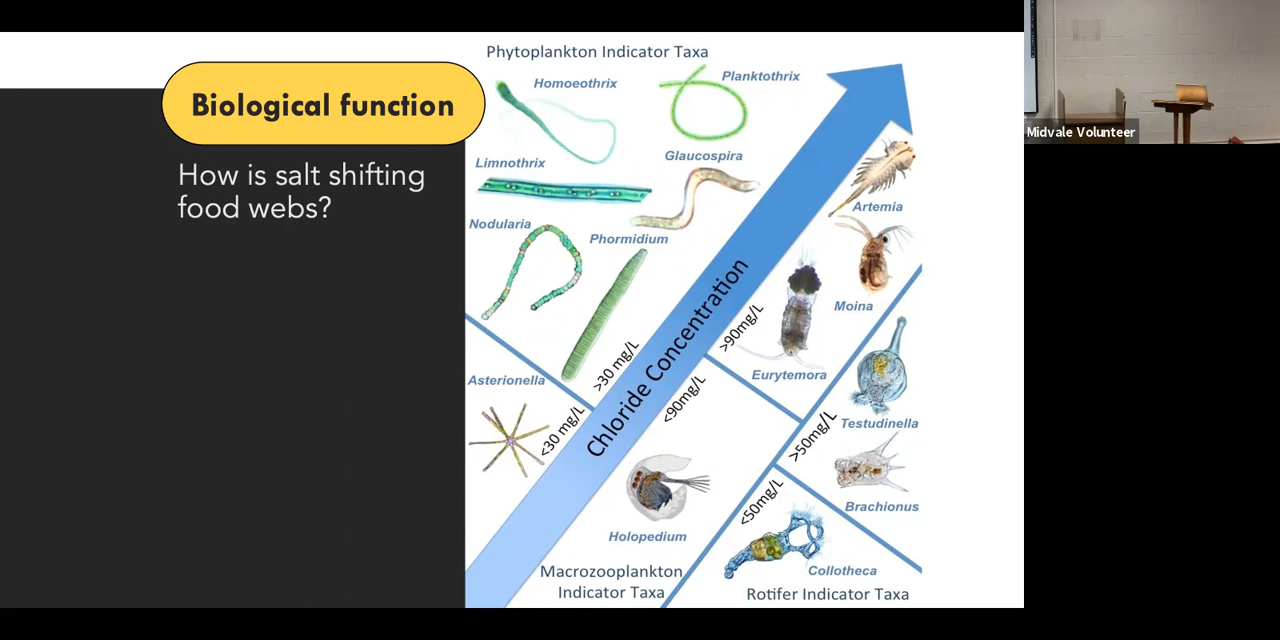 Biological function
How is salt shifting
food webs?
Phytoplankton Indicator Taxa
Homoeothrix
Planktothrix
Limnothrix
Glaucospira
Nodularia
Phormidium
>30 mg/L
Asterionella
<30 mg/L
Chloride Concentration
Artemia
Moina
>90mg/L
Eurytemora
<90mg/L
Holopedium
Macrozooplankton
Indicator Taxa
Testudinella
>50mg/L
Brachionus
<50mg/L
Collotheca
Rotifer Indicator Taxa
Midvale Volunteer